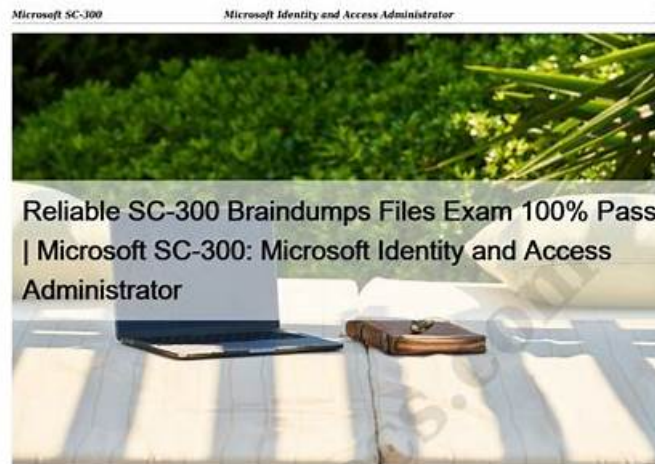 Microsoft SC-300 Microsoft Identity and Access Administrator
Reliable SC-300 Braindumps Files Exam 100% Pass
| Microsoft SC-300: Microsoft Identity and Access
Administrator